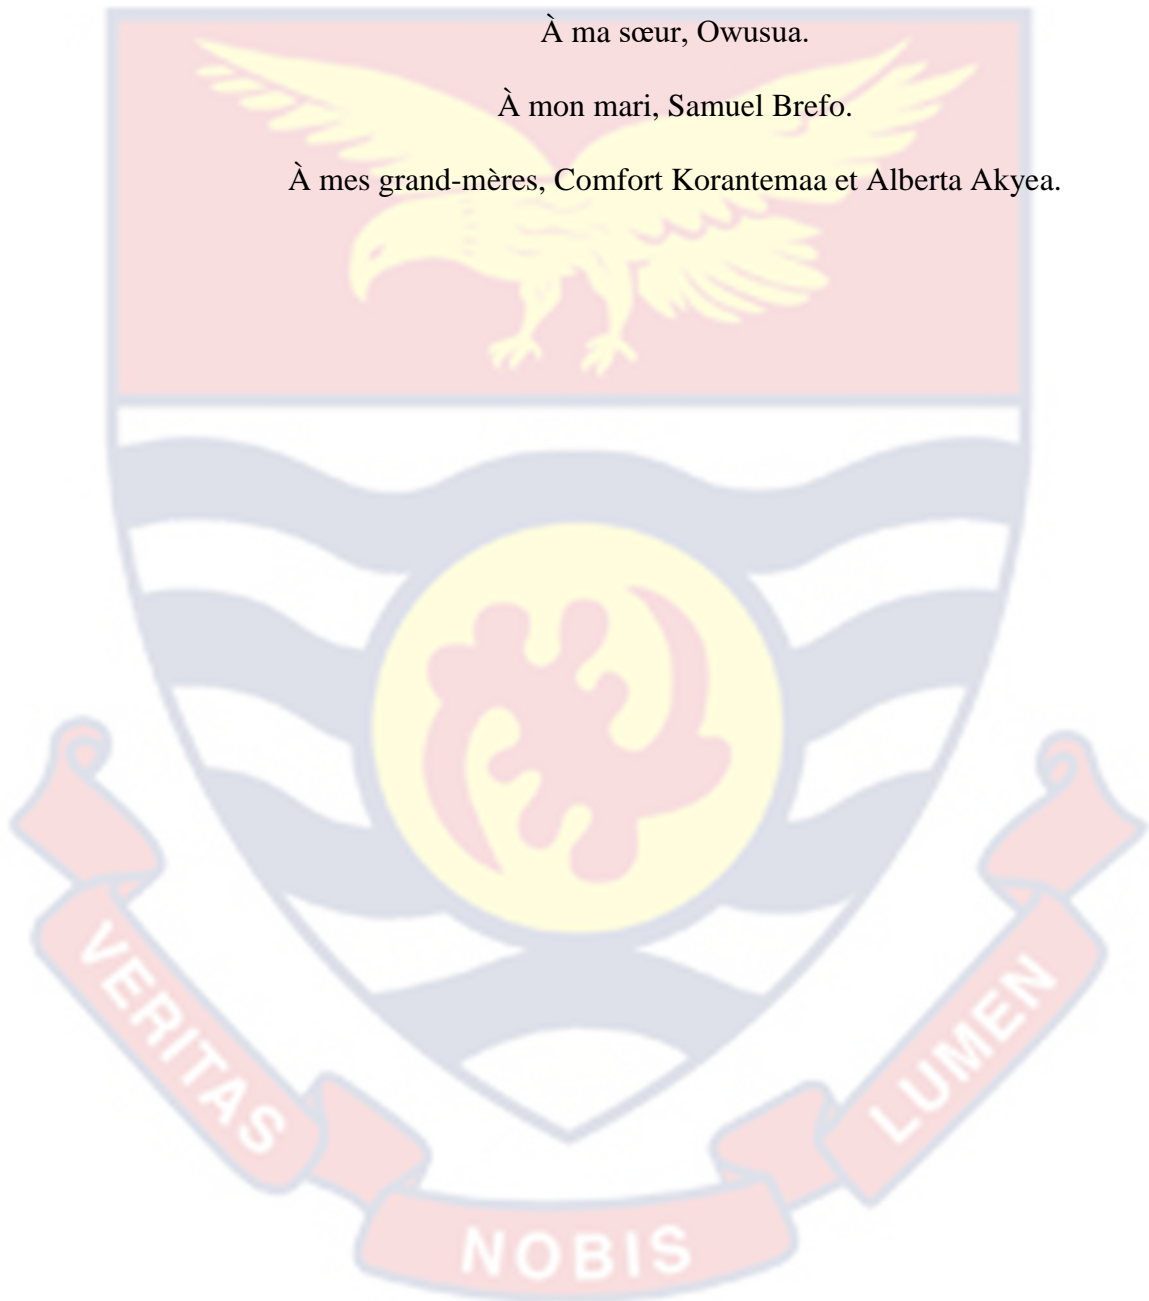 À ma sœur, Owusua.
À mon mari, Samuel Brefo.
À mes grand-mères, Comfort Korantemaa et Alberta Akyea.
VERITAS
NOBIS
LUMEN